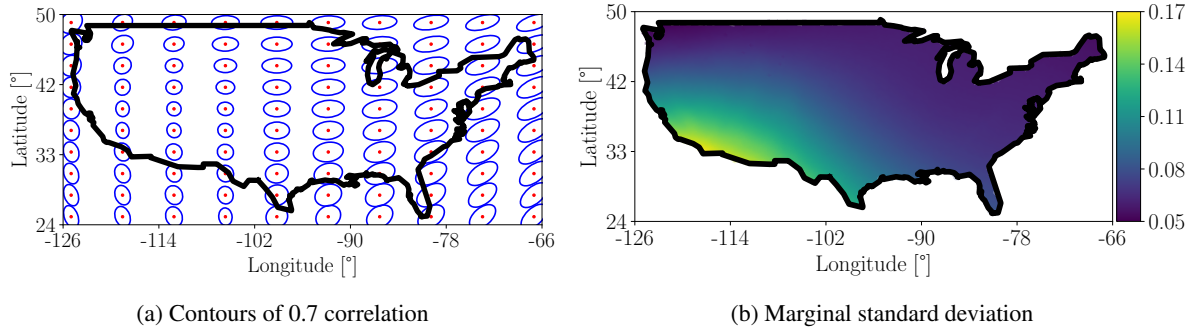 50
42
33
24
Latitude [°]
-126 -114 -102 -90 -78 -66
Longitude [°]
(a) Contours of 0.7 correlation
50
42
33
24
Latitude [°]
-126 -114 -102 -90 -78
Longitude [°]
0.17
0.14
0.11
0.08
0.05
-66
(b) Marginal standard deviation